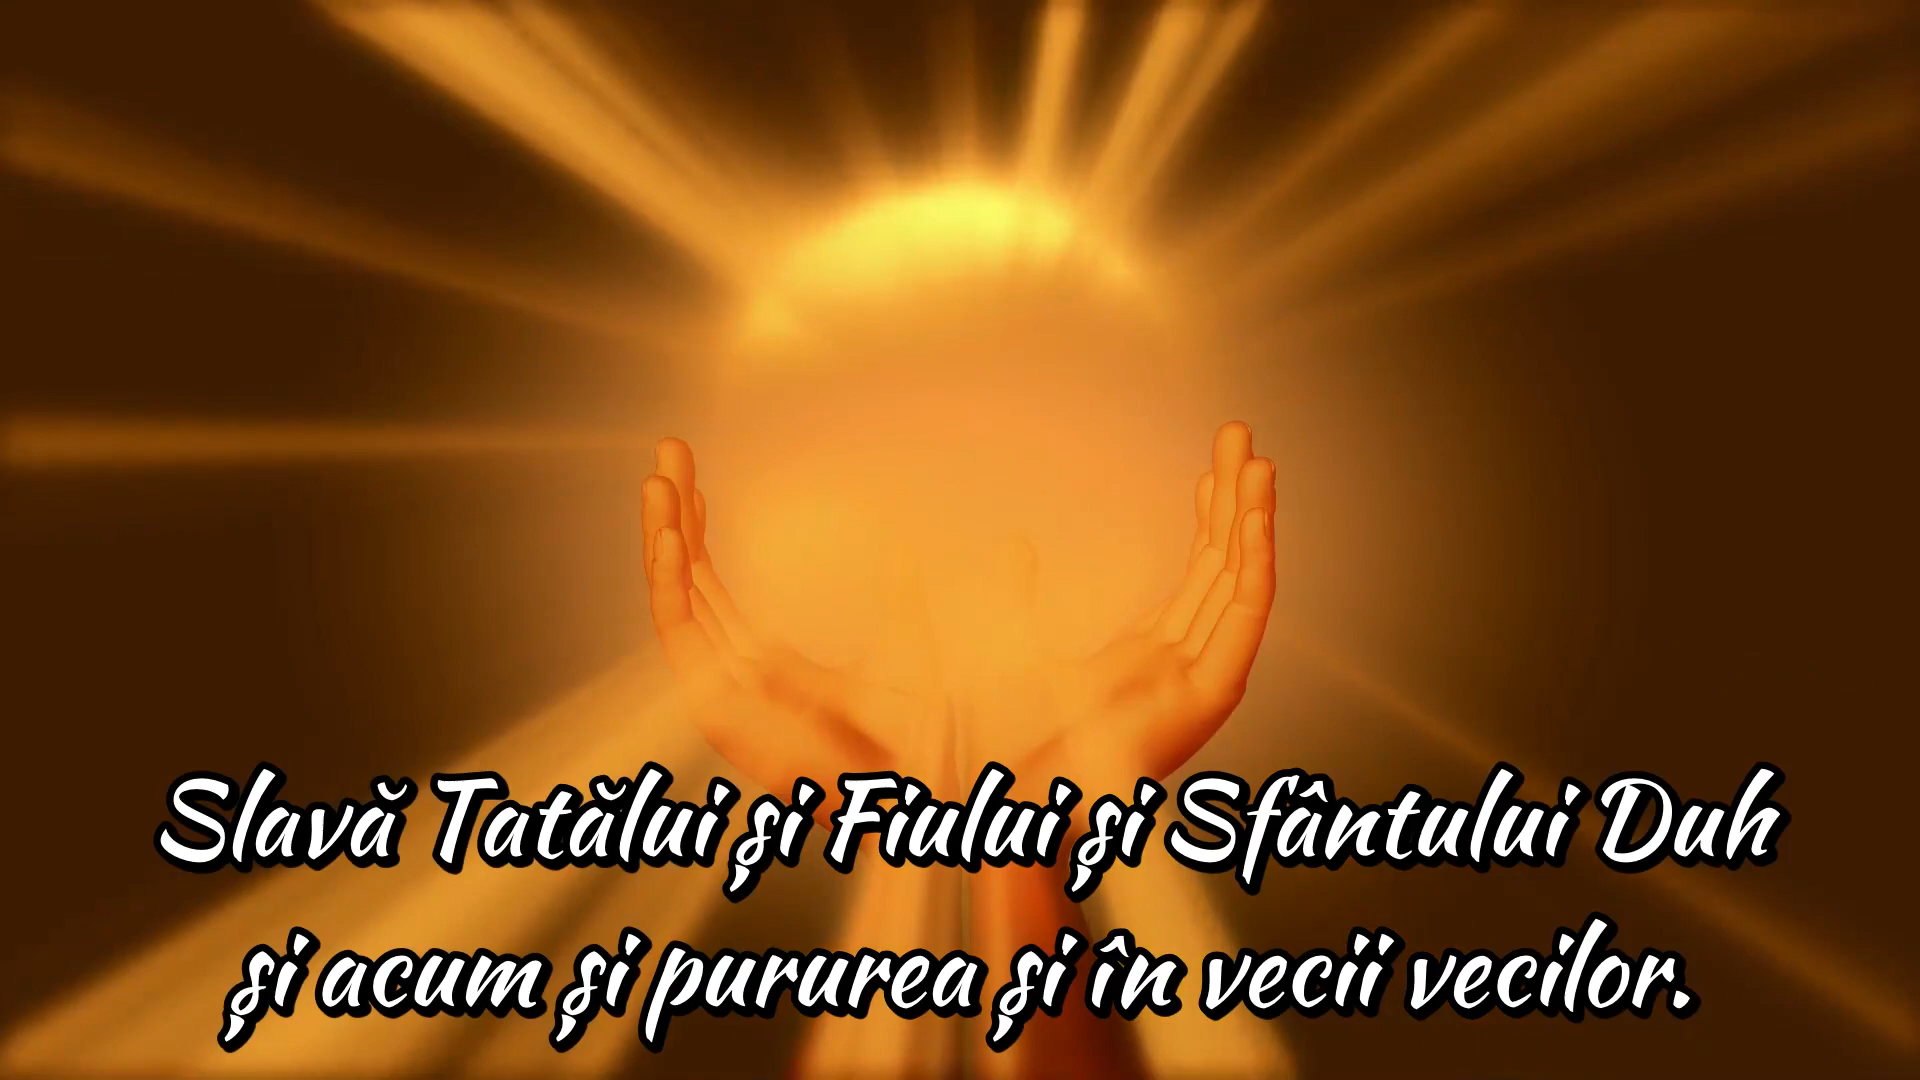 Slavă Tatălui și Fiului și Sfântului Duh
și acum și pururea și în vecii vecilor.